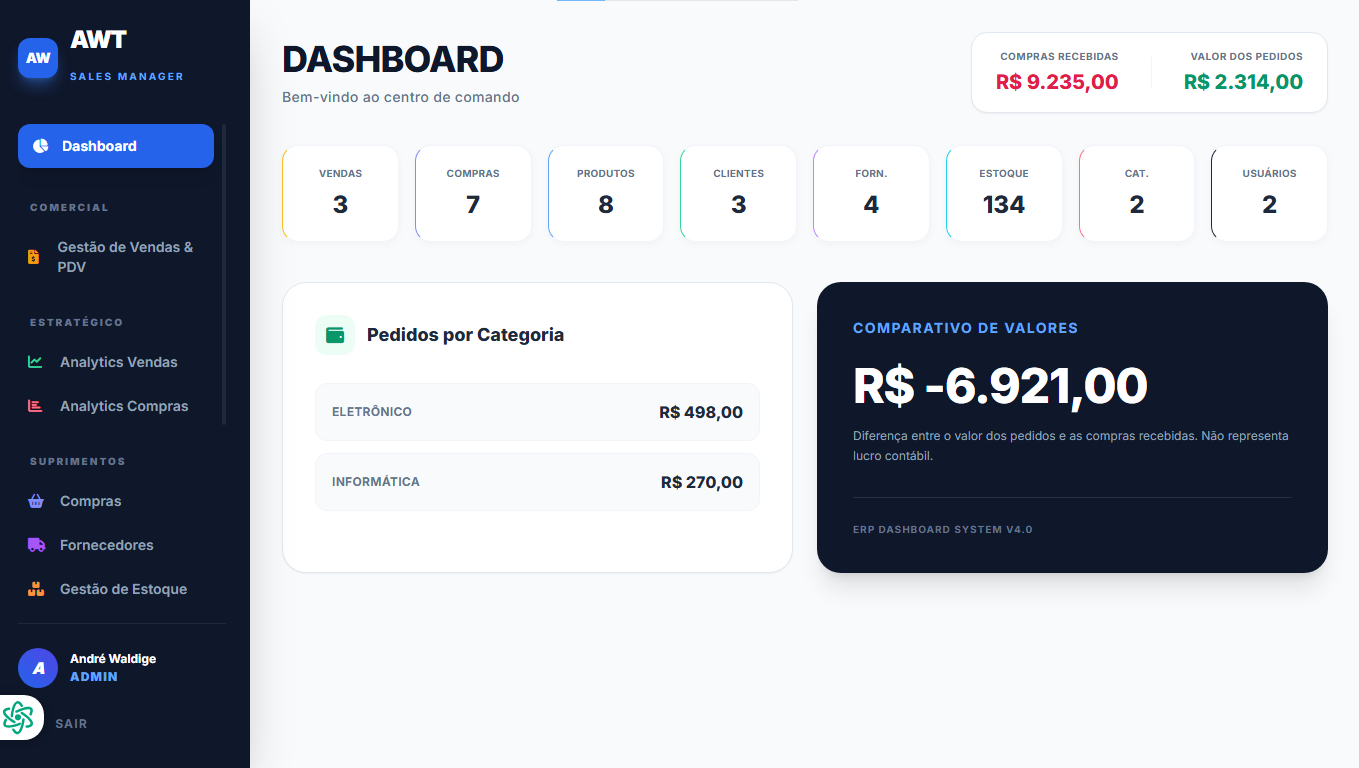 AW
AWT
SALES MANAGER
Dashboard
COMERCIAL
Gestão de Vendas &
PDV
ESTRATÉGICO
Analytics Vendas
Analytics Compras
SUPRIMENTOS
Compras
Fornecedores
Gestão de Estoque
A
André Waldige
ADMIN
SAIR
DASHBOARD
Bem-vindo ao centro de comando
COMPRAS RECEBIDAS
R$ 9.235,00
VALOR DOS PEDIDOS
R$ 2.314,00
VENDAS
3
COMPRAS
7
PRODUTOS
8
CLIENTES
3
FORN.
4
ESTOQUE
134
CAT.
2
USUÁRIOS
2
Pedidos por Categoria
ELETRÔNICO
R$ 498,00
INFORMÁTICA
R$ 270,00
COMPARATIVO DE VALORES
R$ -6.921,00
Diferença entre o valor dos pedidos e as compras recebidas. Não representa
lucro contábil.
ERP DASHBOARD SYSTEM V4.0